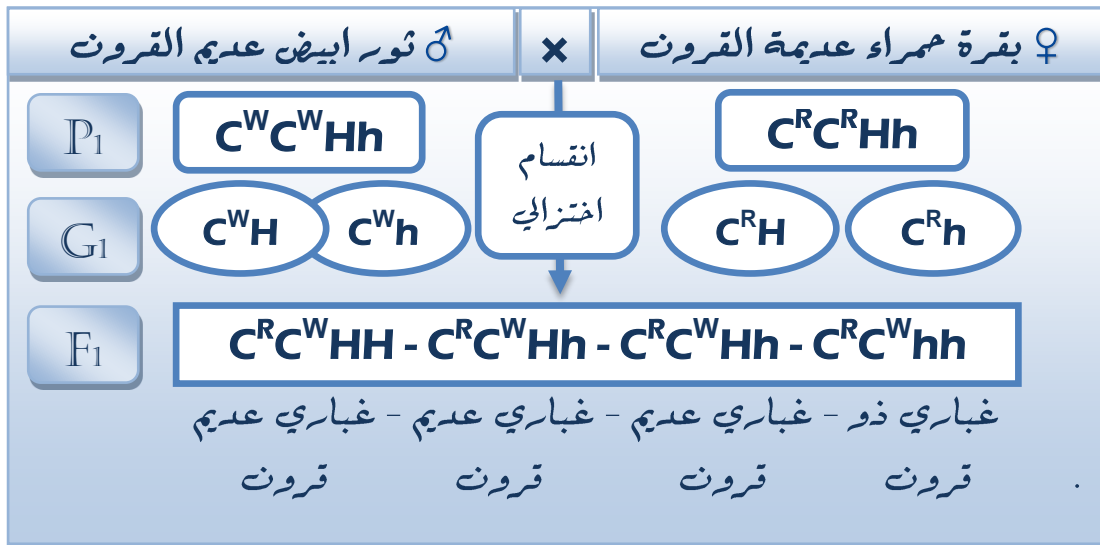 ♀ بقرة حمراء عديمة القرون × ♂ ثور ابيض عديم القرون
P1 CᵂCᵂHh CᴿCᴿHh
انقسام
اختزالي
G1 CᵂH Cᵂh CᴿH Cᴿh
F1 CᴿCᵂHH - CᴿCᵂHh - CᴿCᵂHh - CᴿCᵂhh
غباري ذو - غباري عديم - غباري عديم - غباري عديم
. قرون قرون قرون قرون